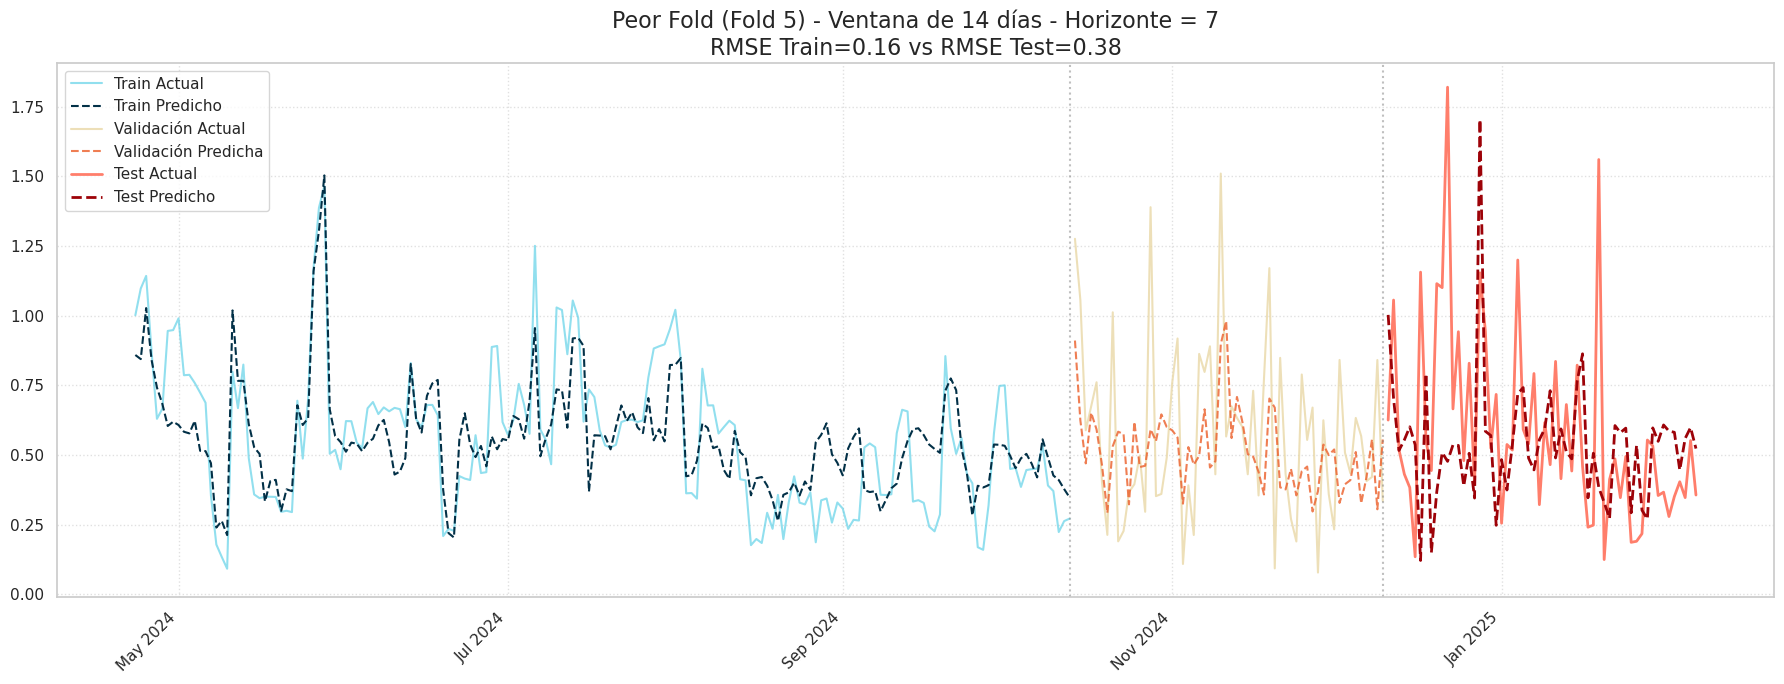 Peor Fold (Fold 5) - Ventana de 14 días - Horizonte = 7
RMSE Train=0.16 vs RMSE Test=0.38
Train Actual
Train Predicho
Validación Actual
Validación Predicha
Test Actual
Test Predicho
1.75
1.50
1.25
1.00
0.75
0.50
0.25
0.00
May 2024
Jul 2024
Sep 2024
Nov 2024
Jan 2025